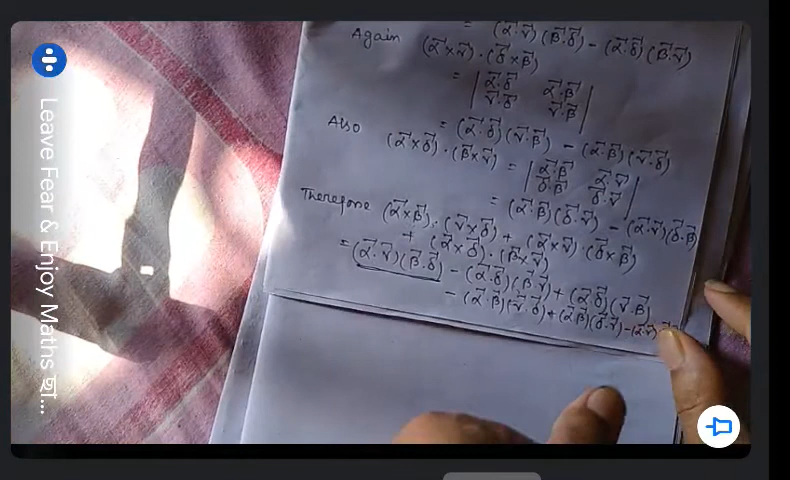 = (α⃗.v⃗)(β⃗.δ⃗) - (α⃗.δ⃗)(β⃗.v⃗)
Again (α⃗×v⃗).(δ⃗×β⃗)
= | α⃗.δ⃗ α⃗.β⃗ |
| v⃗.δ⃗ v⃗.β⃗ |
= (α⃗.δ⃗)(v⃗.β⃗) - (α⃗.β⃗)(v⃗.δ⃗)
Also (α⃗×δ⃗).(β⃗×v⃗) = | α⃗.β⃗ α⃗.v⃗ |
| δ⃗.β⃗ δ⃗.v⃗ |
= (α⃗.β⃗)(δ⃗.v⃗) - (α⃗.v⃗)(δ⃗.β⃗)
Therefore (α⃗×β⃗).(v⃗×δ⃗) + (α⃗×v⃗).(δ⃗×β⃗)
+ (α⃗×δ⃗).(β⃗×v⃗)
= (α⃗.v⃗)(β⃗.δ⃗) - (α⃗.δ⃗)(β⃗.v⃗) + (α⃗.δ⃗)(v⃗.β⃗)
- (α⃗.β⃗)(v⃗.δ⃗) + (α⃗.β⃗)(δ⃗.v⃗) - (α⃗.v⃗)
Leave Fear & Enjoy Maths ছা...